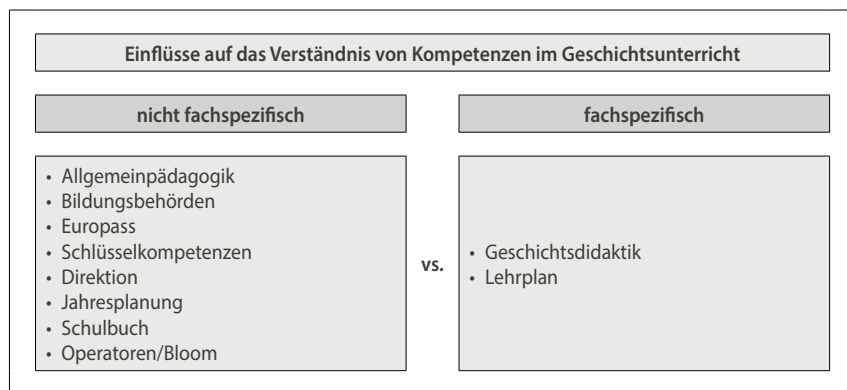 Einflüsse auf das Verständnis von Kompetenzen im Geschichtsunterricht
nicht fachspezifisch
fachspezifisch
• Allgemeinpädagogik
• Bildungsbehörden
• Europass
• Schlüsselkompetenzen
• Direktion
• Jahresplanung
• Schulbuch
• Operatoren/Bloom
vs.
• Geschichtsdidaktik
• Lehrplan